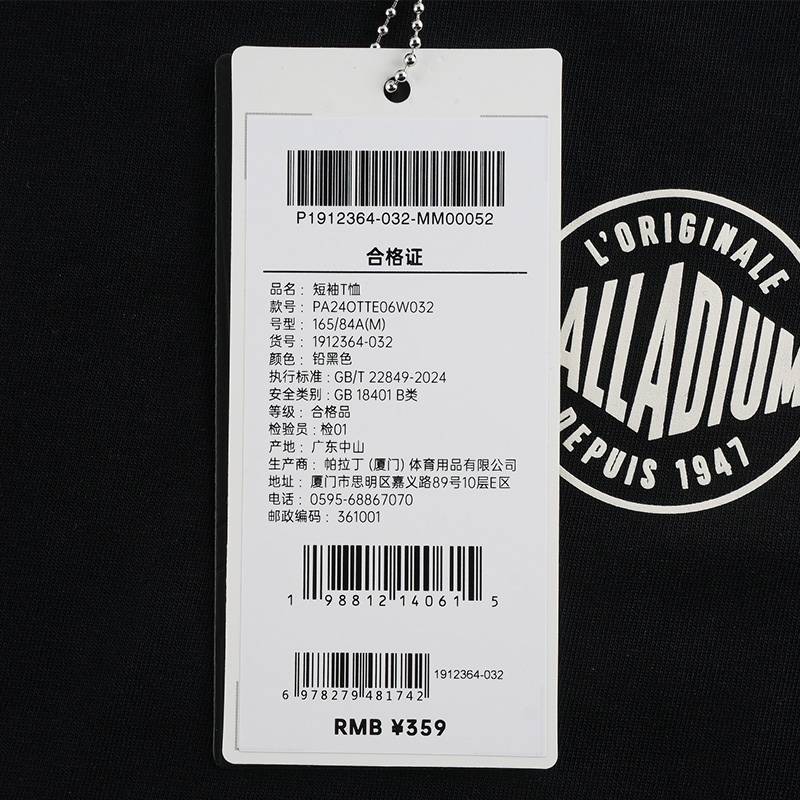 P1912364-032-MM00052
合格证
品名：短袖T恤
款号：PA24OTTE06W032
号型：165/84A(M)
货号：1912364-032
颜色：铅黑色
执行标准：GB/T 22849-2024
安全类别：GB 18401 B类
等级：合格品
检验员：检01
产地：广东中山
生产商：帕拉丁 (厦门) 体育用品有限公司
地址：厦门市思明区嘉义路89号10层E区
电话：0595-68867070
邮政编码：361001
1 98812 14061 5
1912364-032
6 978279 481742
RMB ¥359
L'ORIGINALE
ALLADIUM
DEPUIS 1947